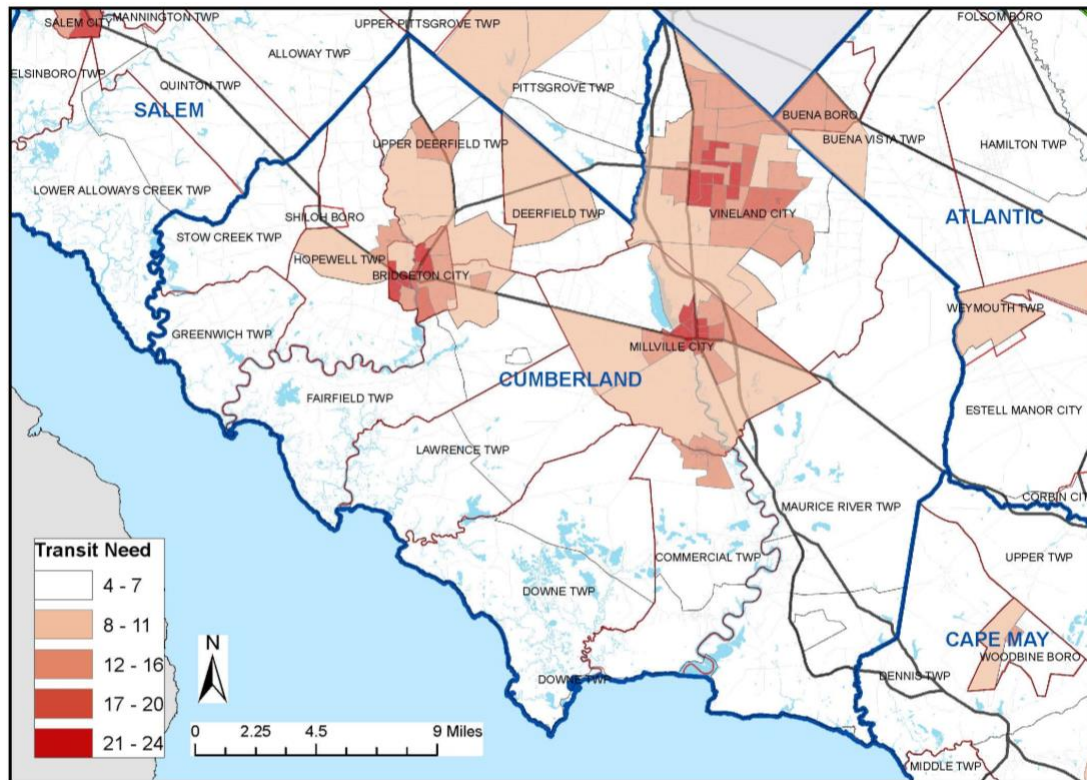 SALEM CITY
MANNINGTON TWP
UPPER PITTSGROVE TWP
FOLSOM BORO
ALLOWAY TWP
ELSINBORO TWP
QUINTON TWP
PITTSGROVE TWP
SALEM
BUENA BORO
BUENA VISTA TWP
UPPER DEERFIELD TWP
HAMILTON TWP
LOWER ALLOWAYS CREEK TWP
SHILOH BORO
DEERFIELD TWP
VINELAND CITY
ATLANTIC
STOW CREEK TWP
HOPEWELL TWP
BRIDGETON CITY
WEYMOUTH TWP
GREENWICH TWP
MILLVILLE CITY
CUMBERLAND
FAIRFIELD TWP
ESTELL MANOR CITY
LAWRENCE TWP
CORBIN CIT
MAURICE RIVER TWP
COMMERCIAL TWP
UPPER TWP
DOWNE TWP
CAPE MAY
WOODBINE BORO
DOWNE TWP
DENNIS TWP
MIDDLE TWP
Transit Need
4 - 7
8 - 11
12 - 16
17 - 20
21 - 24
N
0 2.25 4.5 9 Miles